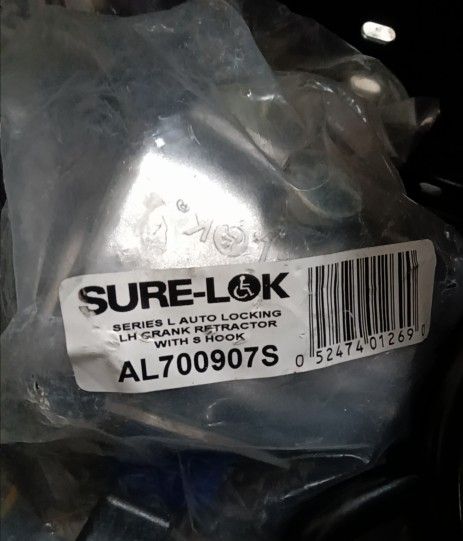 SURE-LOK
SERIES L AUTO LOCKING
LH CRANK RETRACTOR
WITH S HOOK
AL700907S
0 52474 01269 0